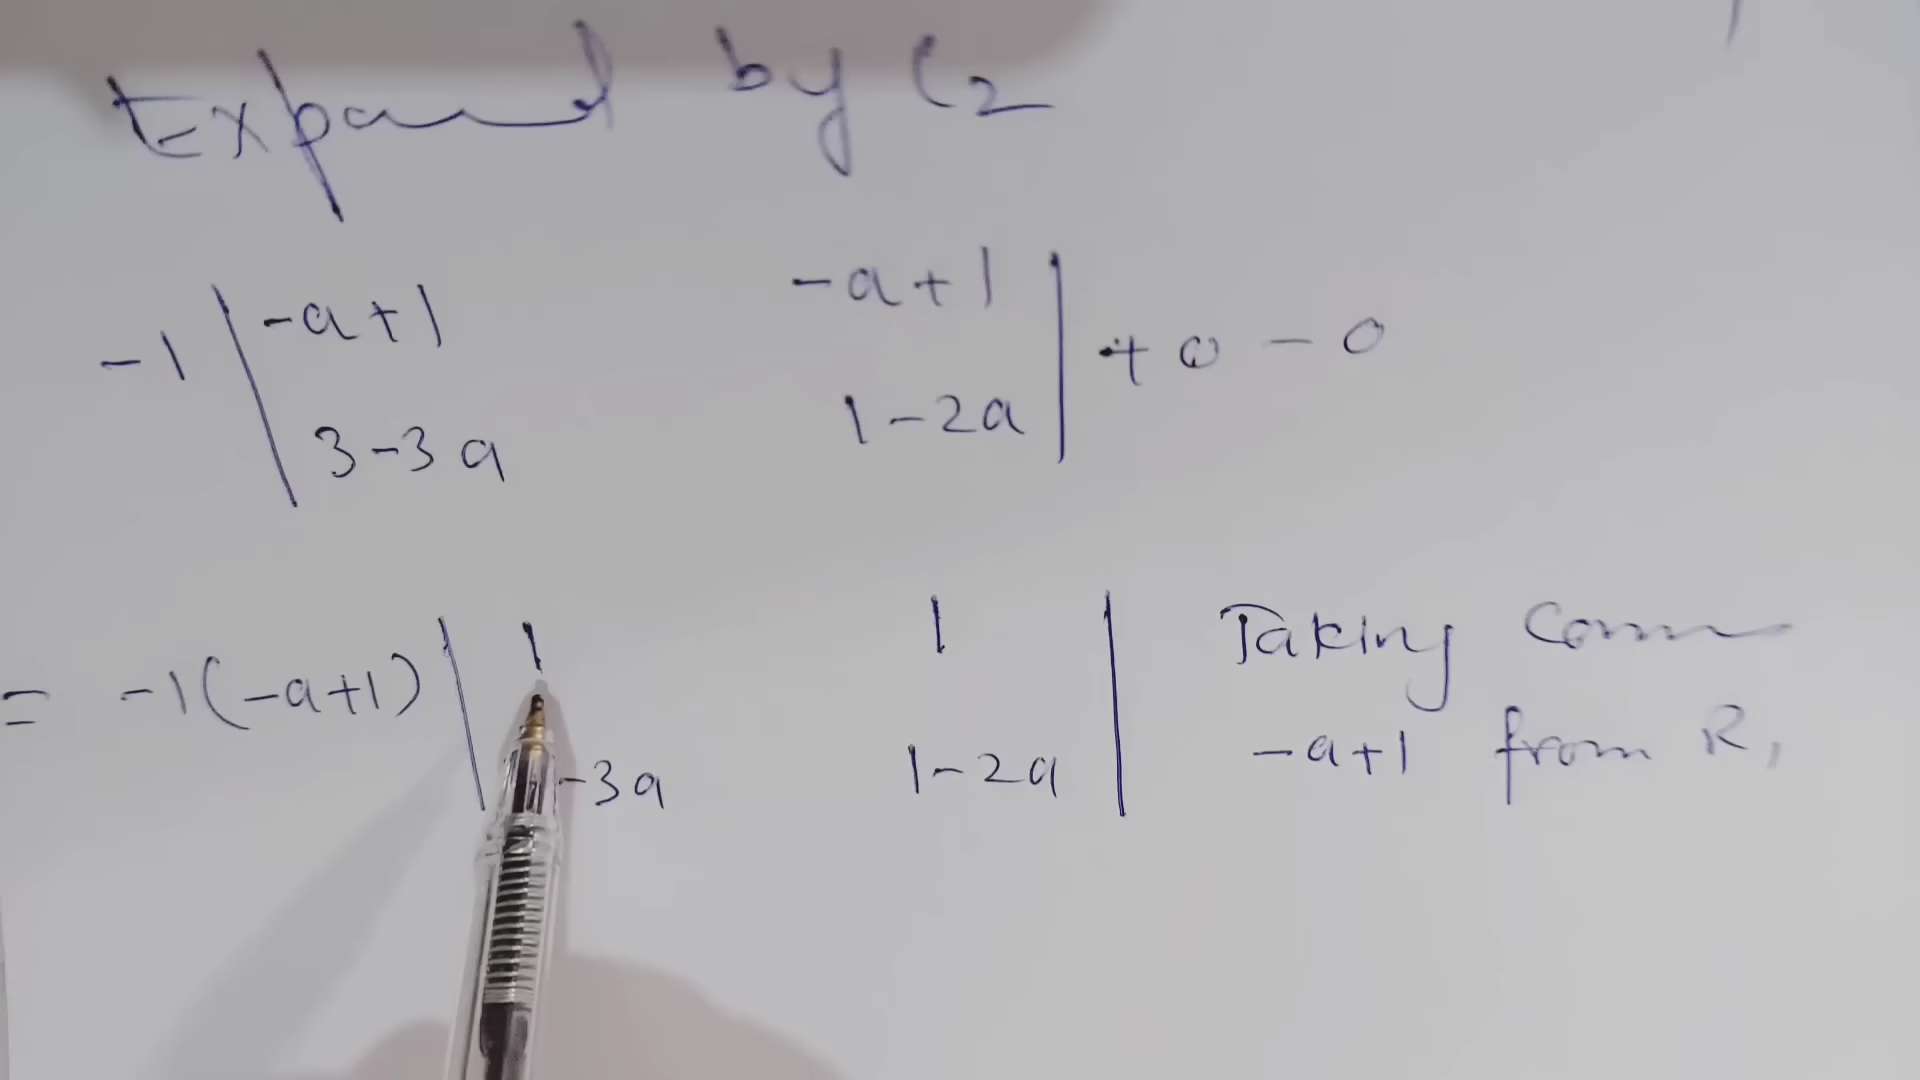 Expand by C2
-1 | -a+1 -a+1 | + 0 - 0
3-3a 1-2a
= -1(-a+1) | 1 1 | Taking Comm
-3a 1-2a | -a+1 from R1